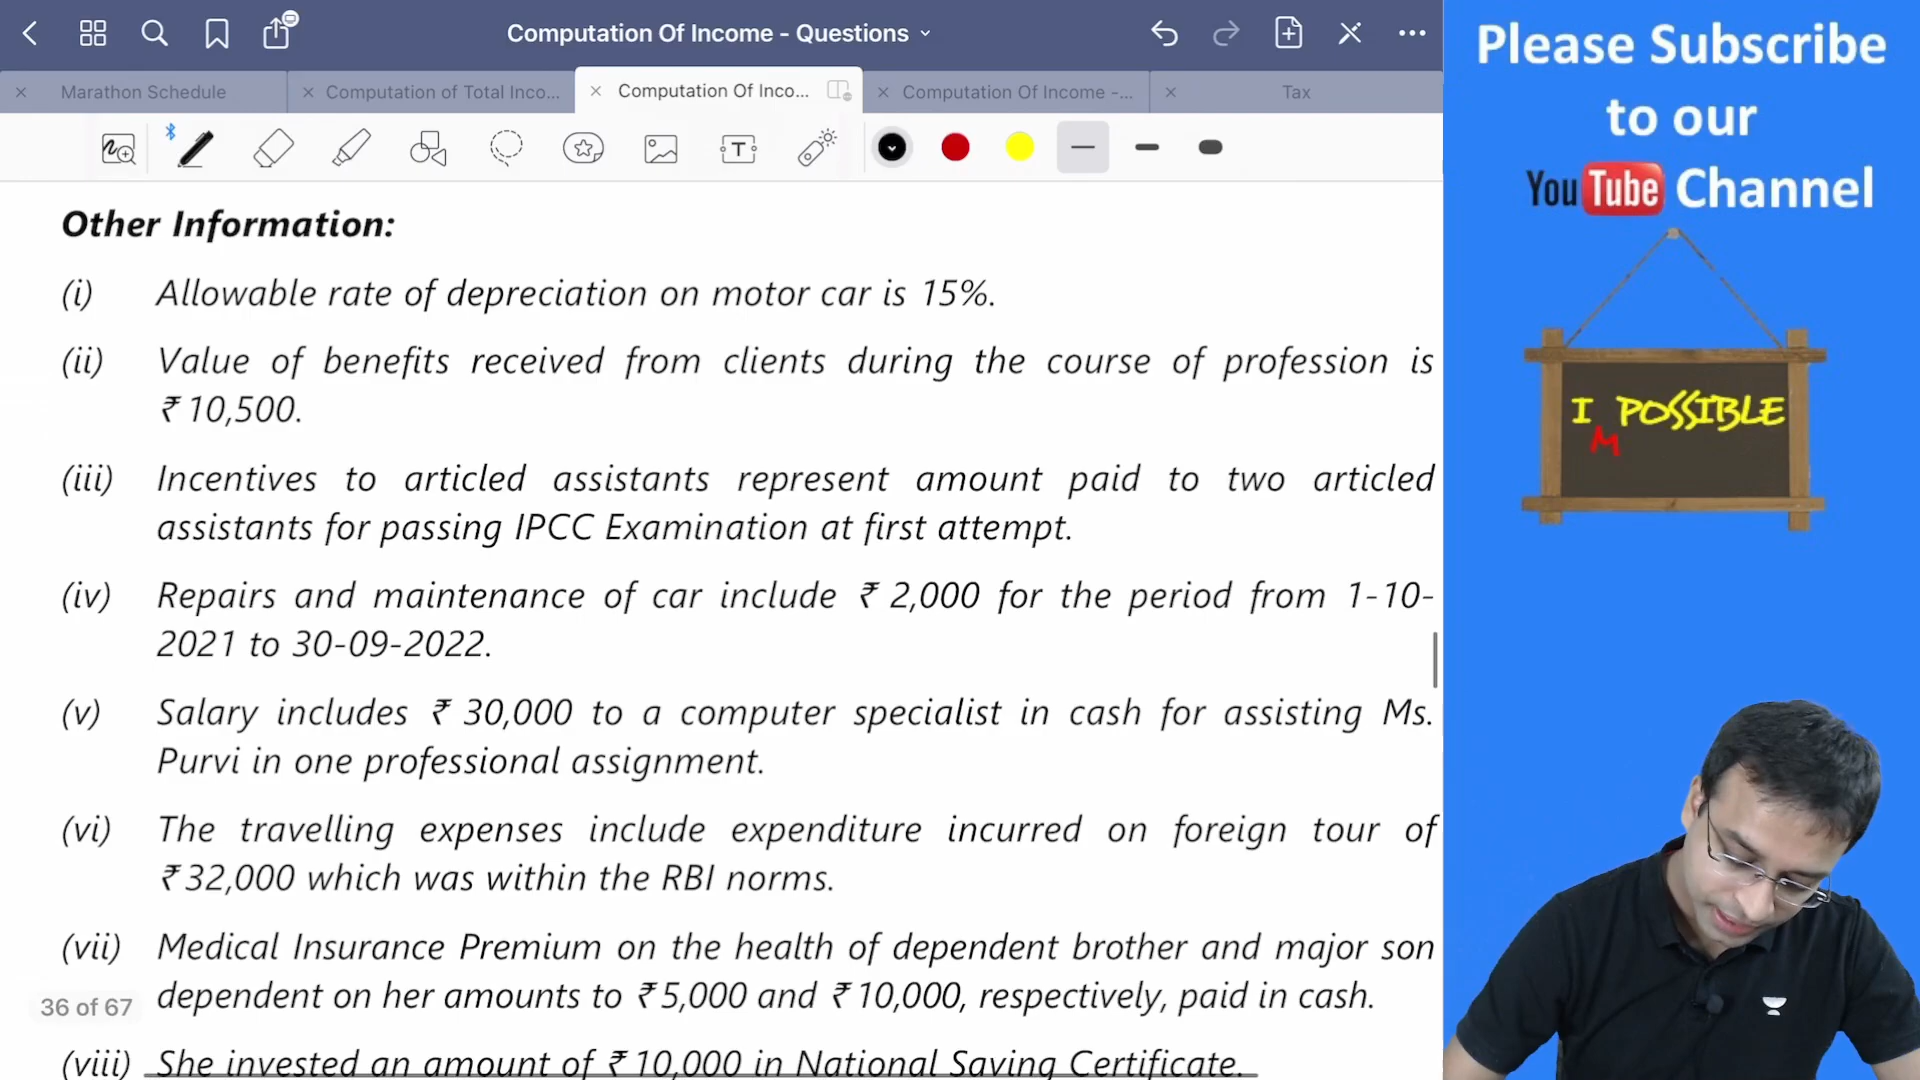 Computation Of Income - Questions
Marathon Schedule
Computation of Total Inco...
Computation Of Inco...
Computation Of Income -...
Tax
T
Other Information:
(i) Allowable rate of depreciation on motor car is 15%.
(ii) Value of benefits received from clients during the course of profession is
₹ 10,500.
(iii) Incentives to articled assistants represent amount paid to two articled
assistants for passing IPCC Examination at first attempt.
(iv) Repairs and maintenance of car include ₹ 2,000 for the period from 1-10-
2021 to 30-09-2022.
(v) Salary includes ₹ 30,000 to a computer specialist in cash for assisting Ms.
Purvi in one professional assignment.
(vi) The travelling expenses include expenditure incurred on foreign tour of
₹ 32,000 which was within the RBI norms.
(vii) Medical Insurance Premium on the health of dependent brother and major son
dependent on her amounts to ₹ 5,000 and ₹ 10,000, respectively, paid in cash.
(viii) She invested an amount of ₹ 10,000 in National Saving Certificate.
36 of 67
Please Subscribe
to our
YouTube Channel
I POSSIBLE
M